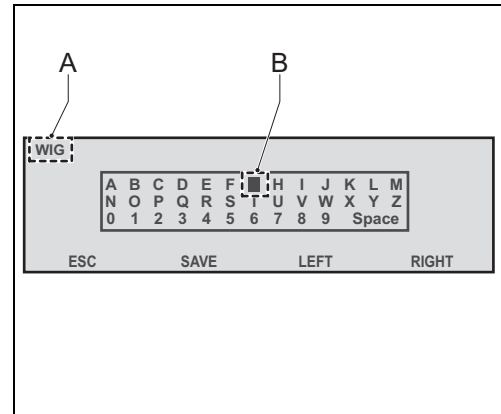 A B
WIG
A B C D E F H I J K L M
N O P Q R S T U V W X Y Z
0 1 2 3 4 5 6 7 8 9 Space
ESC SAVE LEFT RIGHT